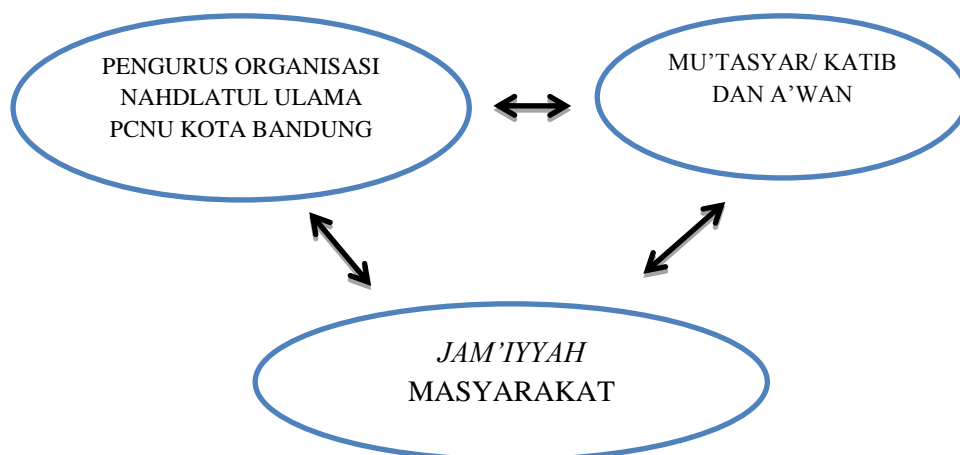 PENGURUS ORGANISASI
NAHDLATUL ULAMA
PCNU KOTA BANDUNG
MU’TASYAR/ KATIB
DAN A’WAN
JAM’IYYAH
MASYARAKAT